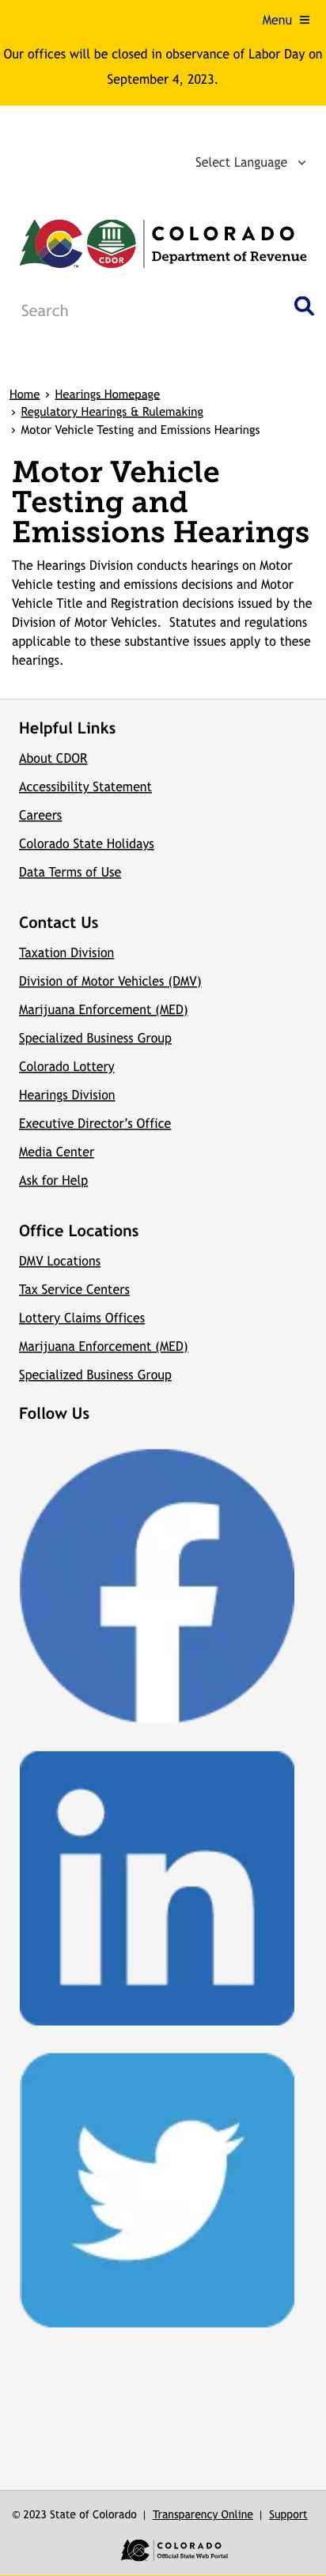 Menu
Our offices will be closed in observance of Labor Day on
September 4, 2023.
Select Language
COLORADO
Department of Revenue
CDOR
TM
Search
Home › Hearings Homepage
› Regulatory Hearings & Rulemaking
› Motor Vehicle Testing and Emissions Hearings
Motor Vehicle
Testing and
Emissions Hearings
The Hearings Division conducts hearings on Motor
Vehicle testing and emissions decisions and Motor
Vehicle Title and Registration decisions issued by the
Division of Motor Vehicles.  Statutes and regulations
applicable to these substantive issues apply to these
hearings.
Helpful Links
About CDOR
Accessibility Statement
Careers
Colorado State Holidays
Data Terms of Use
Contact Us
Taxation Division
Division of Motor Vehicles (DMV)
Marijuana Enforcement (MED)
Specialized Business Group
Colorado Lottery
Hearings Division
Executive Director's Office
Media Center
Ask for Help
Office Locations
DMV Locations
Tax Service Centers
Lottery Claims Offices
Marijuana Enforcement (MED)
Specialized Business Group
Follow Us
f
in
© 2023 State of Colorado | Transparency Online | Support
COLORADO
Official State Web Portal